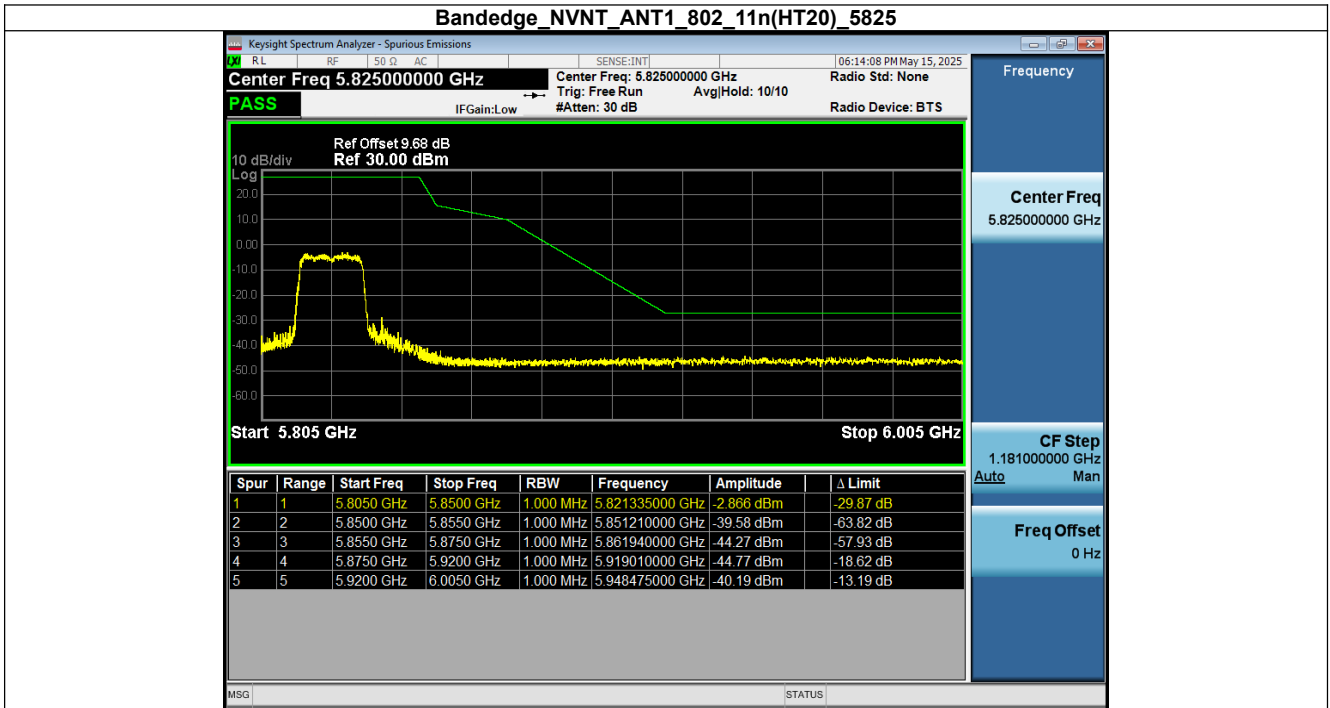 Bandedge_NVNT_ANT1_802_11n(HT20)_5825
Keysight Spectrum Analyzer - Spurious Emissions
LXI RL RF 50 Ω AC SENSE:INT 06:14:08 PM May 15, 2025
Center Freq 5.825000000 GHz Center Freq: 5.825000000 GHz Radio Std: None
Trig: Free Run Avg|Hold: 10/10
PASS IFGain:Low #Atten: 30 dB Radio Device: BTS
Frequency
Ref Offset 9.68 dB
10 dB/div Ref 30.00 dBm
Log
20.0
10.0
0.00
-10.0
-20.0
-30.0
-40.0
-50.0
-60.0
Start 5.805 GHz Stop 6.005 GHz
Center Freq
5.825000000 GHz
CF Step
1.181000000 GHz
Auto Man
Freq Offset
0 Hz
Spur Range Start Freq Stop Freq RBW Frequency Amplitude Δ Limit
1 1 5.8050 GHz 5.8500 GHz 1.000 MHz 5.821335000 GHz -2.866 dBm -29.87 dB
2 2 5.8500 GHz 5.8550 GHz 1.000 MHz 5.851210000 GHz -39.58 dBm -63.82 dB
3 3 5.8550 GHz 5.8750 GHz 1.000 MHz 5.861940000 GHz -44.27 dBm -57.93 dB
4 4 5.8750 GHz 5.9200 GHz 1.000 MHz 5.919010000 GHz -44.77 dBm -18.62 dB
5 5 5.9200 GHz 6.0050 GHz 1.000 MHz 5.948475000 GHz -40.19 dBm -13.19 dB
MSG STATUS